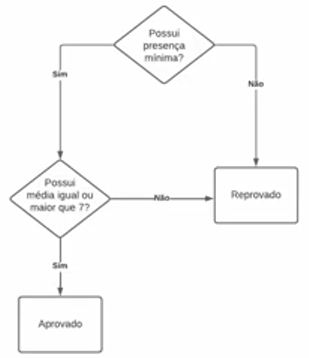 Possui
presença
mínima?
Sim
Não
Possui
média igual ou
maior que 7?
Não
Reprovado
Sim
Aprovado